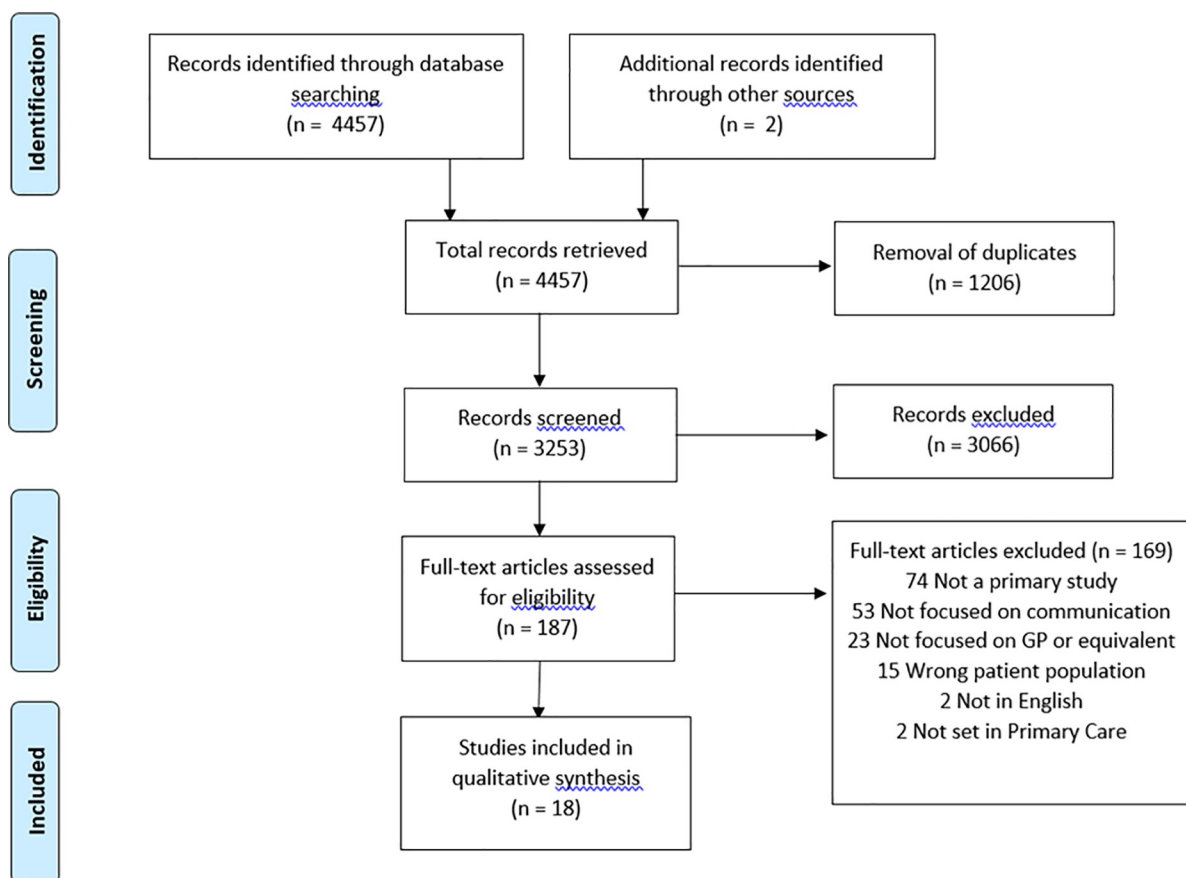 Identification
Records identified through database
searching
(n = 4457)
Additional records identified
through other sources
(n = 2)
Screening
Total records retrieved
(n = 4457)
Removal of duplicates
(n = 1206)
Records screened
(n = 3253)
Records excluded
(n = 3066)
Eligibility
Full-text articles assessed
for eligibility
(n = 187)
Full-text articles excluded (n = 169)
74 Not a primary study
53 Not focused on communication
23 Not focused on GP or equivalent
15 Wrong patient population
2 Not in English
2 Not set in Primary Care
Included
Studies included in
qualitative synthesis
(n = 18)